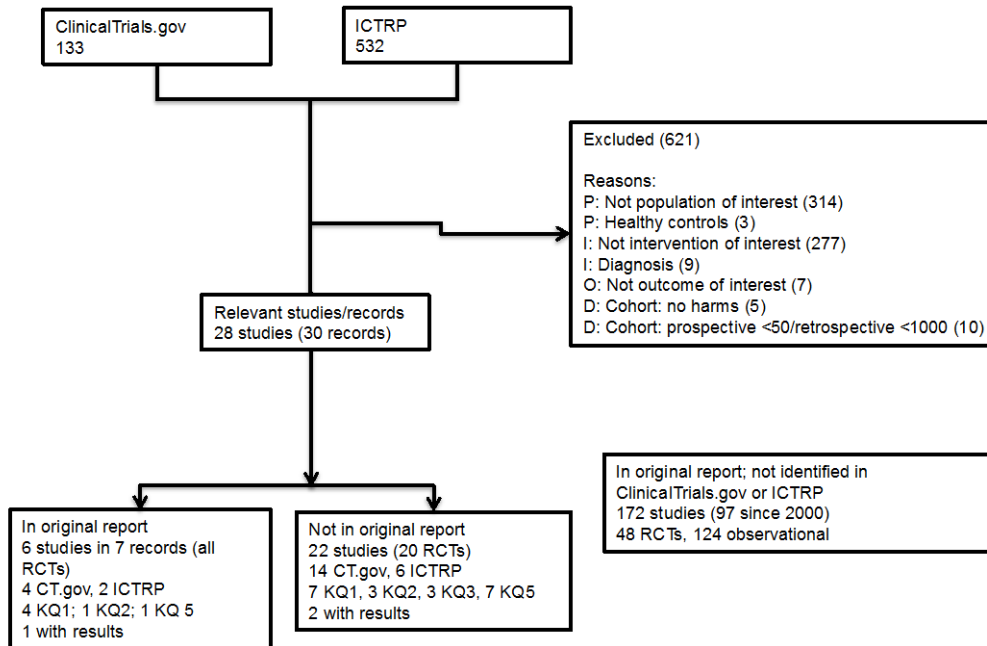 ClinicalTrials.gov
133
ICTRP
532
Excluded (621)
Reasons:
P: Not population of interest (314)
P: Healthy controls (3)
I: Not intervention of interest (277)
I: Diagnosis (9)
O: Not outcome of interest (7)
D: Cohort: no harms (5)
D: Cohort: prospective <50/retrospective <1000 (10)
Relevant studies/records
28 studies (30 records)
In original report
6 studies in 7 records (all
RCTs)
4 CT.gov, 2 ICTRP
4 KQ1; 1 KQ2; 1 KQ 5
1 with results
Not in original report
22 studies (20 RCTs)
14 CT.gov, 6 ICTRP
7 KQ1, 3 KQ2, 3 KQ3, 7 KQ5
2 with results
In original report; not identified in
ClinicalTrials.gov or ICTRP
172 studies (97 since 2000)
48 RCTs, 124 observational